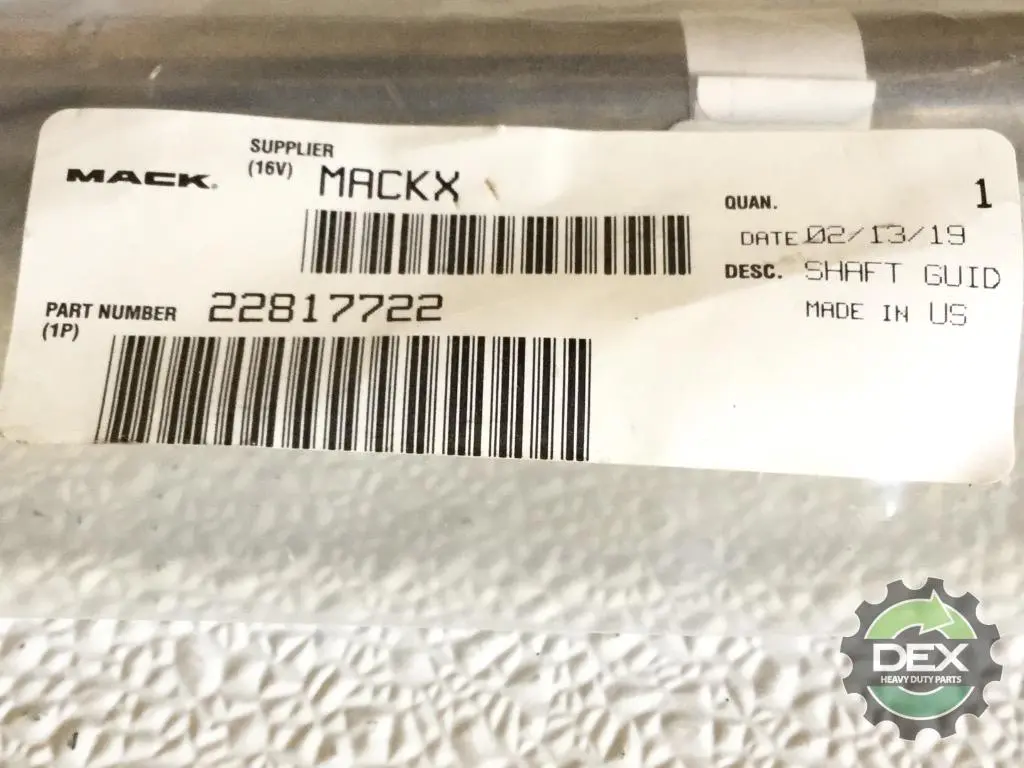 MACK®
SUPPLIER
(16V) MACKX
QUAN. 1
DATE 02/13/19
DESC. SHAFT GUID
MADE IN US
PART NUMBER 22817722
(1P)
DEX
HEAVY DUTY PARTS